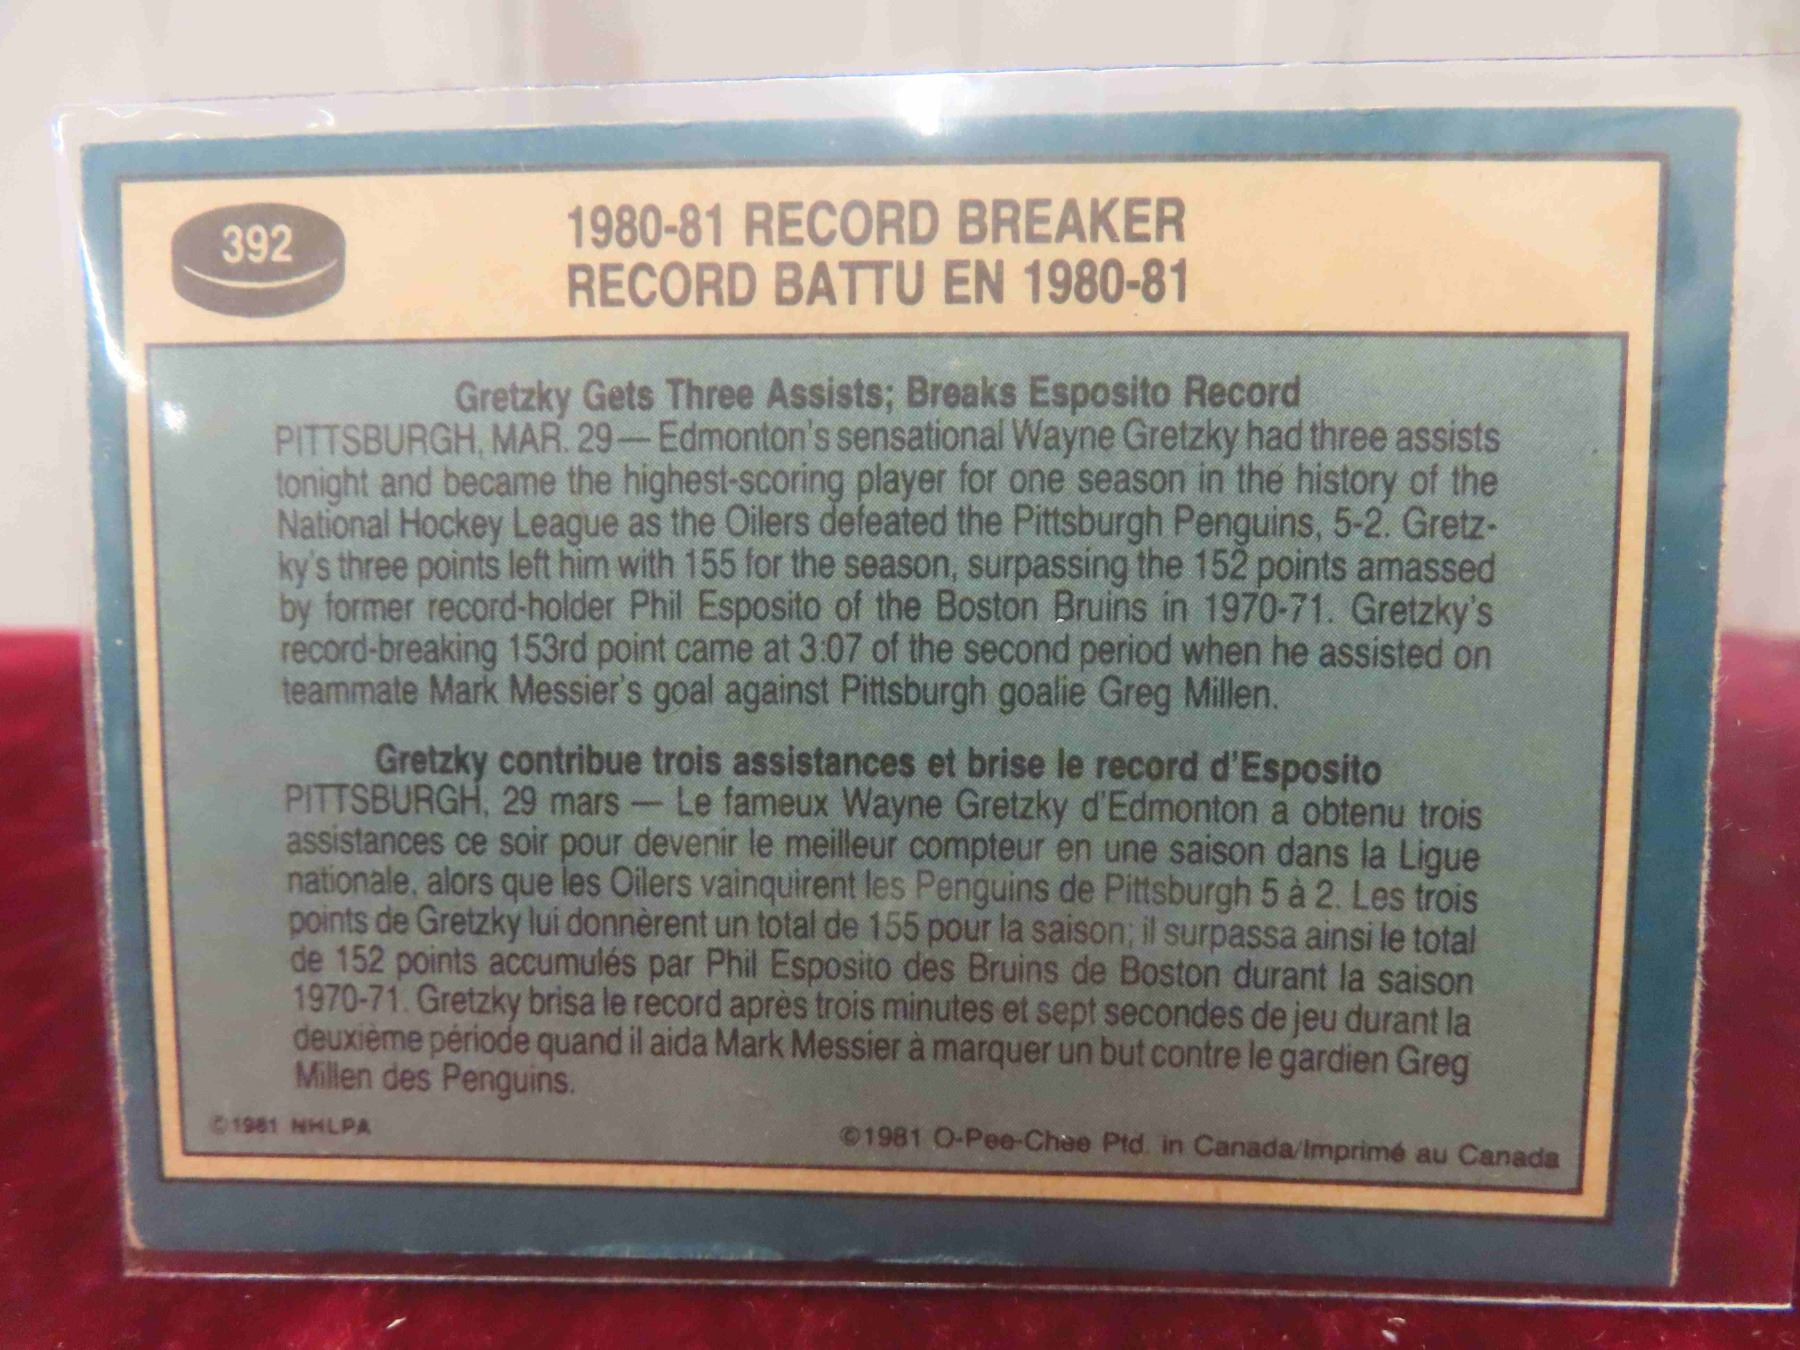 392
1980-81 RECORD BREAKER
RECORD BATTU EN 1980-81
Gretzky Gets Three Assists; Breaks Esposito Record
PITTSBURGH, MAR. 29 — Edmonton's sensational Wayne Gretzky had three assists
tonight and became the highest-scoring player for one season in the history of the
National Hockey League as the Oilers defeated the Pittsburgh Penguins, 5-2. Gretz-
ky's three points left him with 155 for the season, surpassing the 152 points amassed
by former record-holder Phil Esposito of the Boston Bruins in 1970-71. Gretzky's
record-breaking 153rd point came at 3:07 of the second period when he assisted on
teammate Mark Messier's goal against Pittsburgh goalie Greg Millen.
Gretzky contribue trois assistances et brise le record d'Esposito
PITTSBURGH, 29 mars — Le fameux Wayne Gretzky d'Edmonton a obtenu trois
assistances ce soir pour devenir le meilleur compteur en une saison dans la Ligue
nationale, alors que les Oilers vainquirent les Penguins de Pittsburgh 5 à 2. Les trois
points de Gretzky lui donnèrent un total de 155 pour la saison; il surpassa ainsi le total
de 152 points accumulés par Phil Esposito des Bruins de Boston durant la saison
1970-71. Gretzky brisa le record après trois minutes et sept secondes de jeu durant la
deuxième période quand il aida Mark Messier à marquer un but contre le gardien Greg
Millen des Penguins.
©1981 NHLPA
©1981 O-Pee-Chee Ptd. in Canada/Imprimé au Canada